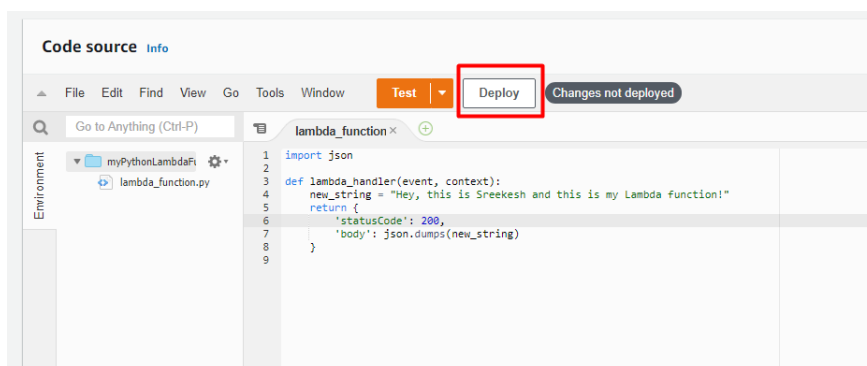 Code source Info
File Edit Find View Go Tools Window Test Deploy Changes not deployed
Go to Anything (Ctrl-P) lambda_function ×
Environment
myPythonLambdaFu
lambda_function.py
1 import json
2
3 def lambda_handler(event, context):
4     new_string = "Hey, this is Sreekesh and this is my Lambda function!"
5     return {
6         'statusCode': 200,
7         'body': json.dumps(new_string)
8     }
9